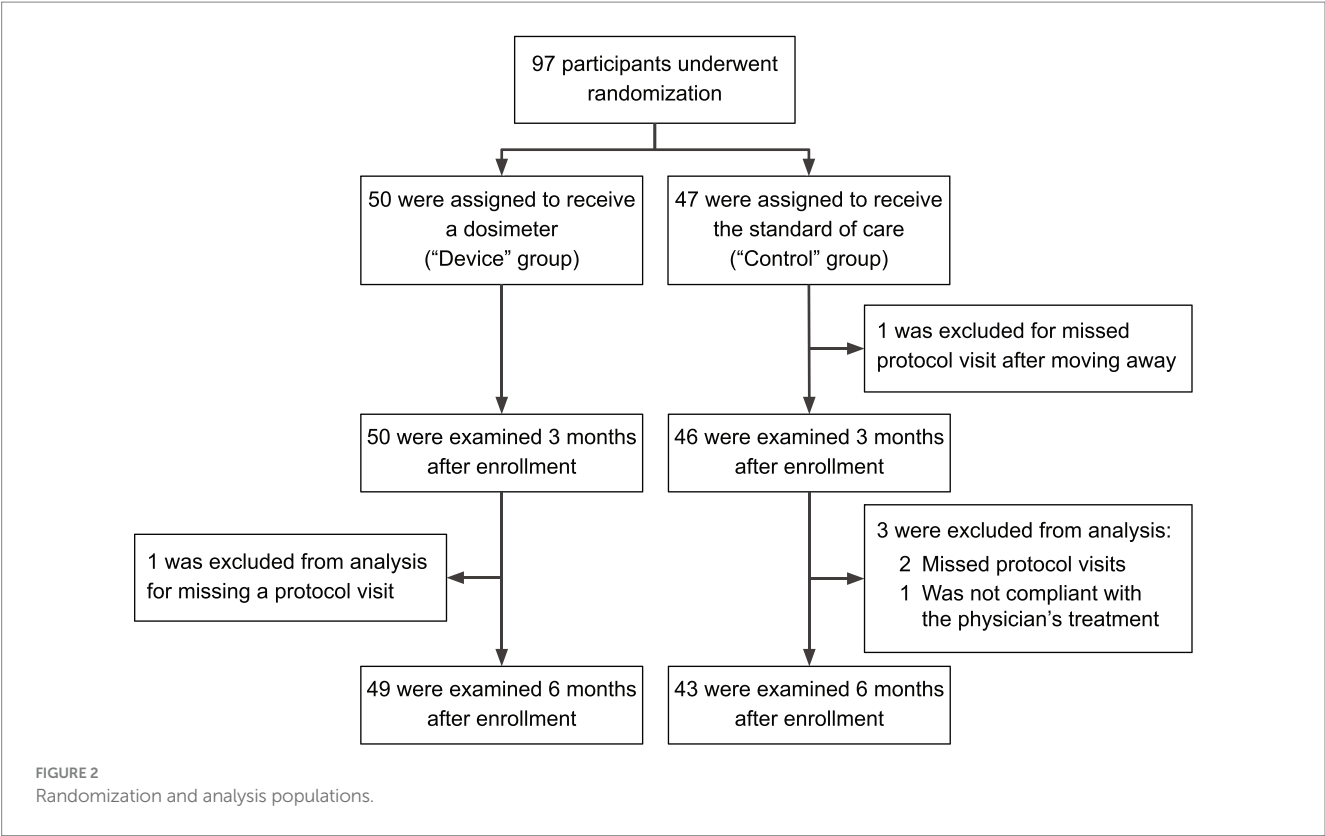 97 participants underwent
randomization
50 were assigned to receive
a dosimeter
(“Device” group)
47 were assigned to receive
the standard of care
(“Control” group)
1 was excluded for missed
protocol visit after moving away
50 were examined 3 months
after enrollment
46 were examined 3 months
after enrollment
1 was excluded from analysis
for missing a protocol visit
3 were excluded from analysis:
2 Missed protocol visits
1 Was not compliant with
the physician’s treatment
49 were examined 6 months
after enrollment
43 were examined 6 months
after enrollment
FIGURE 2
Randomization and analysis populations.